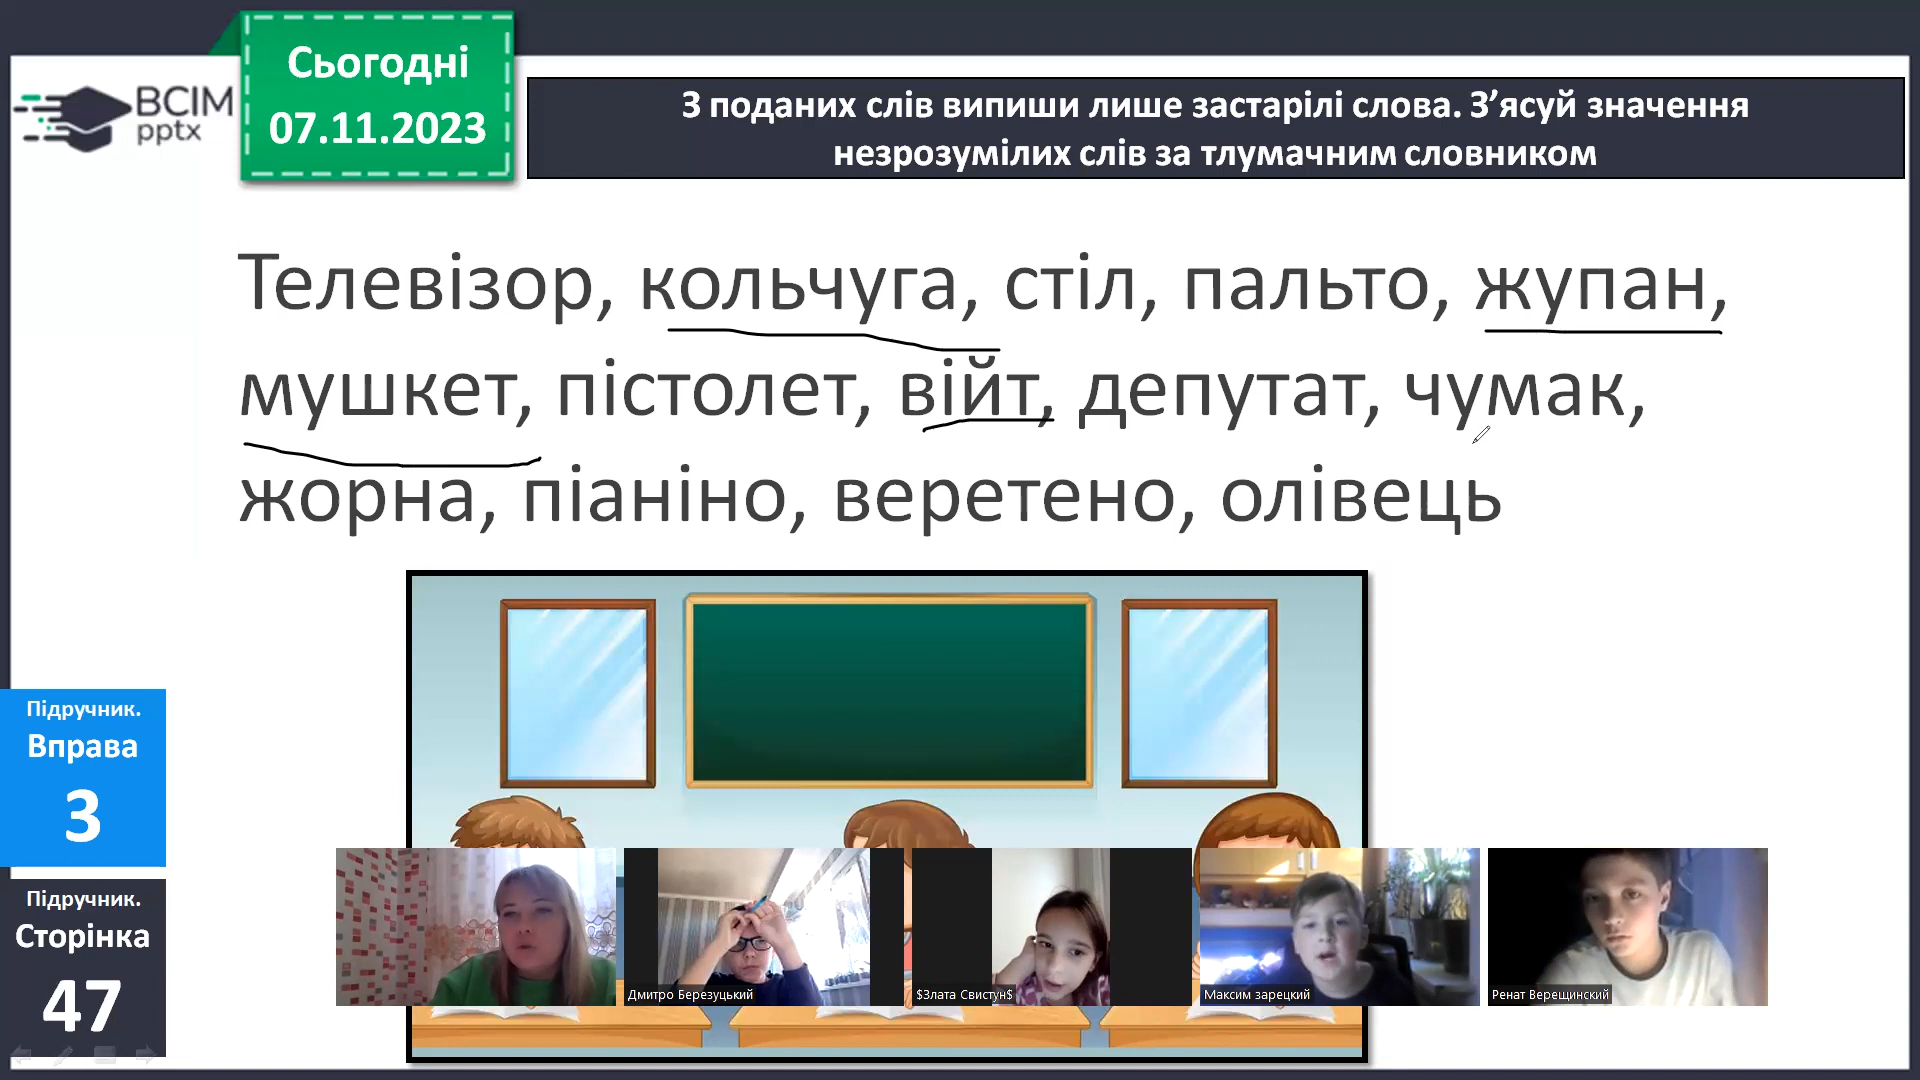 Сьогодні
07.11.2023
ВСІМ
pptx
З поданих слів випиши лише застарілі слова. З’ясуй значення
незрозумілих слів за тлумачним словником
Телевізор, кольчуга, стіл, пальто, жупан,
мушкет, пістолет, війт, депутат, чумак,
жорна, піаніно, веретено, олівець
Підручник.
Вправа
3
Підручник.
Сторінка
47
Дмитро Березуцький
$Злата Свистун$
Максим зарецкий
Ренат Верещинский